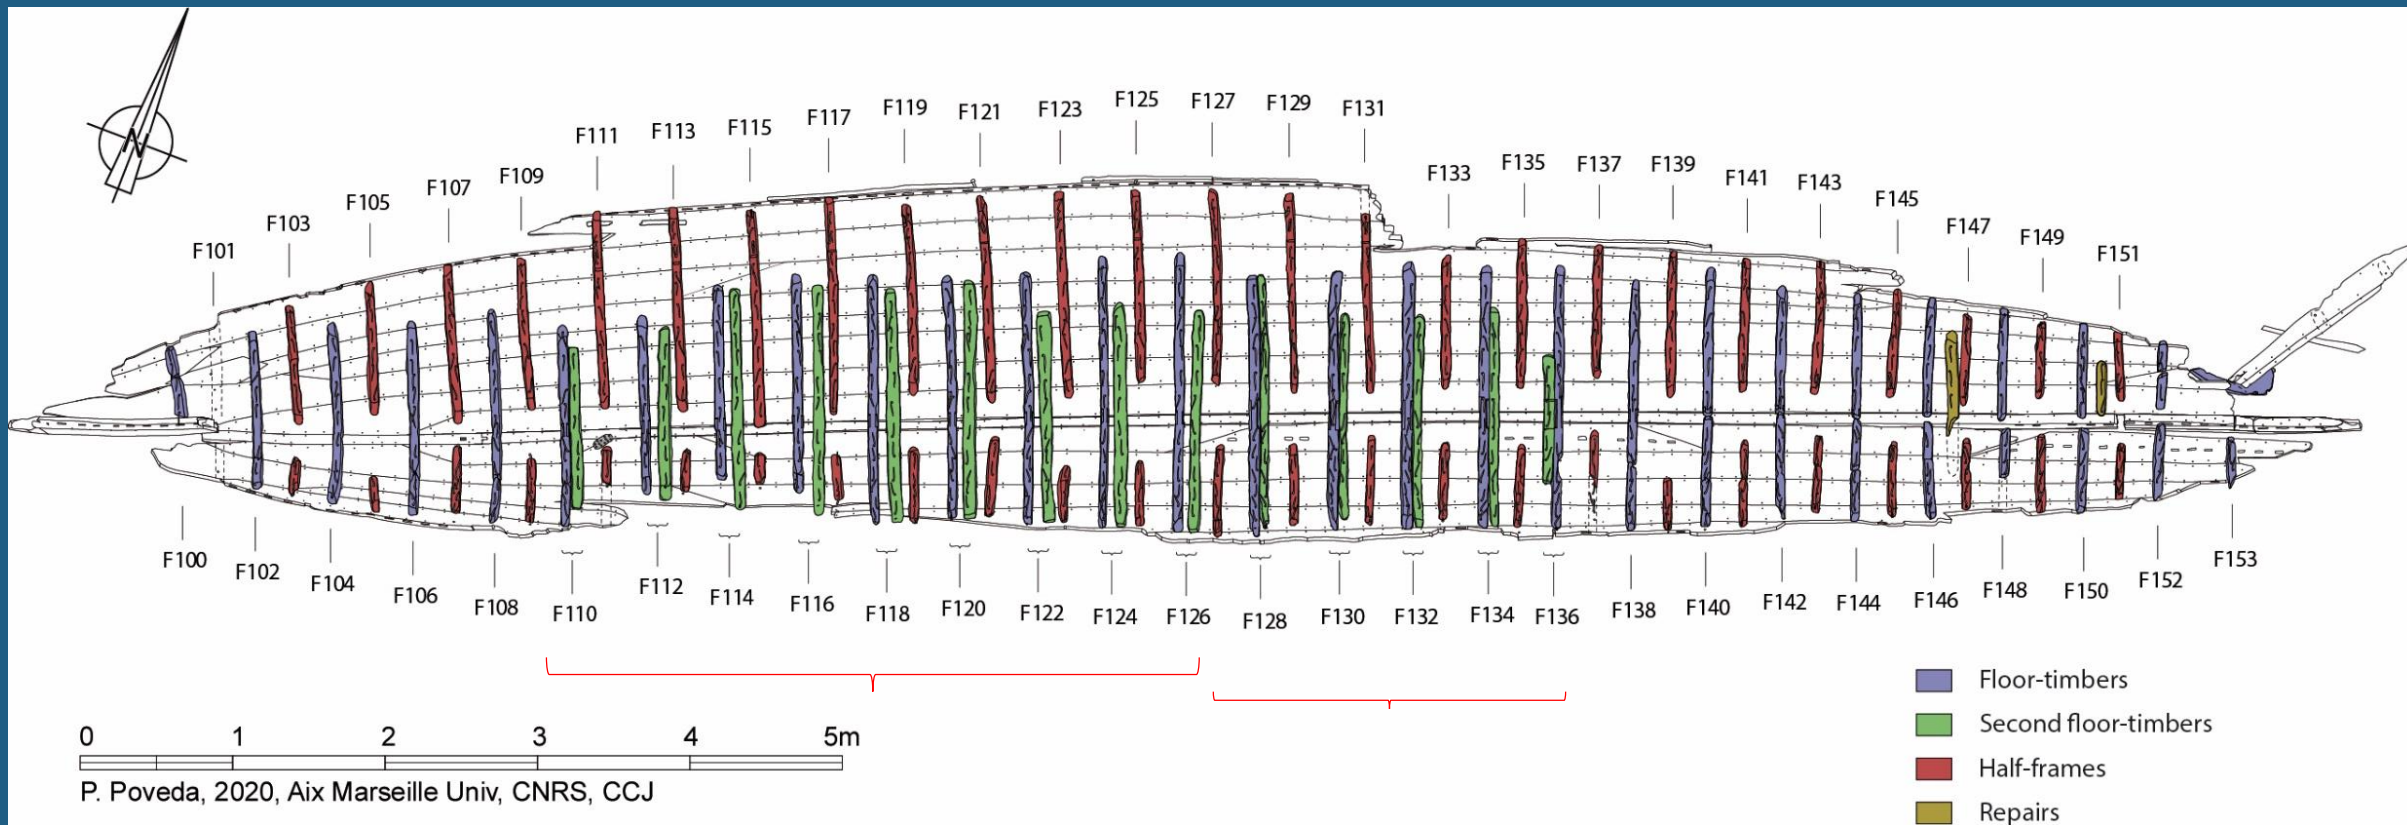 N
F101
F103
F105
F107
F109
F111
F113
F115
F117
F119
F121
F123
F125
F127
F129
F131
F133
F135
F137
F139
F141
F143
F145
F147
F149
F151
F100
F102
F104
F106
F108
F110
F112
F114
F116
F118
F120
F122
F124
F126
F128
F130
F132
F134
F136
F138
F140
F142
F144
F146
F148
F150
F152
F153
0 1 2 3 4 5m
P. Poveda, 2020, Aix Marseille Univ, CNRS, CCJ
Floor-timbers
Second floor-timbers
Half-frames
Repairs